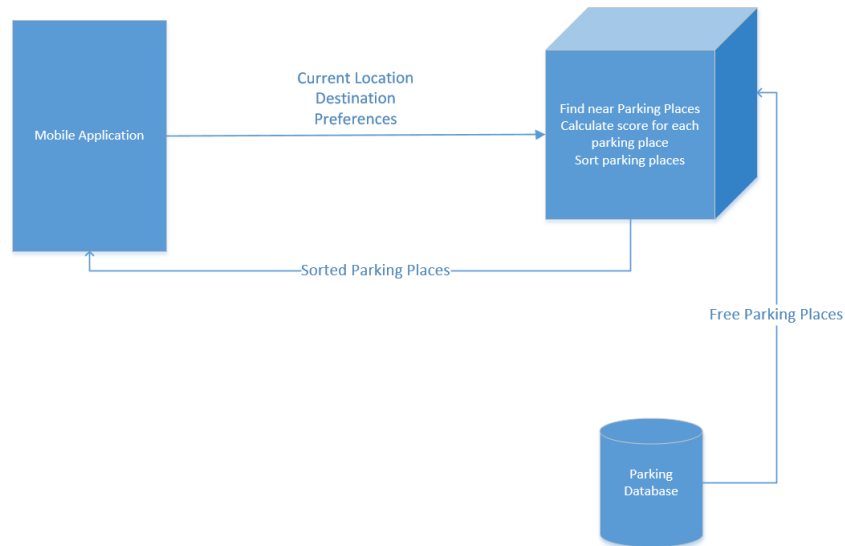 Current Location
Destination
Preferences
Mobile Application
Find near Parking Places
Calculate score for each
parking place
Sort parking places
Sorted Parking Places
Free Parking Places
Parking
Database